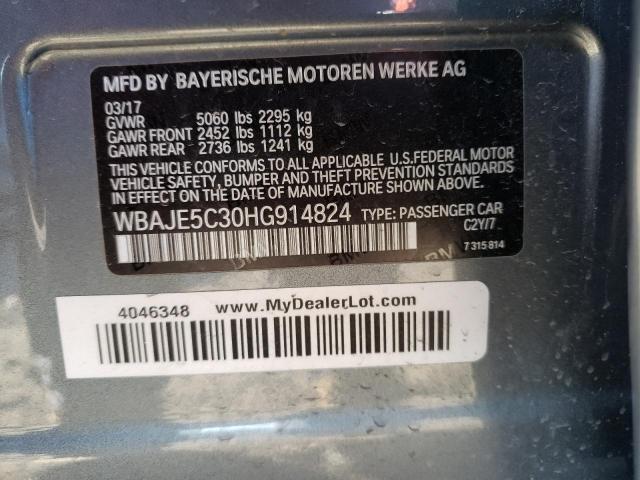 MFD BY BAYERISCHE MOTOREN WERKE AG
03/17
GVWR 5060 lbs 2295 kg
GAWR FRONT 2452 lbs 1112 kg
GAWR REAR 2736 lbs 1241 kg
THIS VEHICLE CONFORMS TO ALL APPLICABLE U.S.FEDERAL MOTOR
VEHICLE SAFETY, BUMPER AND THEFT PREVENTION STANDARDS
IN EFFECT ON THE DATE OF MANUFACTURE SHOWN ABOVE.
WBAJE5C30HG914824 TYPE: PASSENGER CAR
C2Y/7
7 315 814
4046348 www.MyDealerLot.com